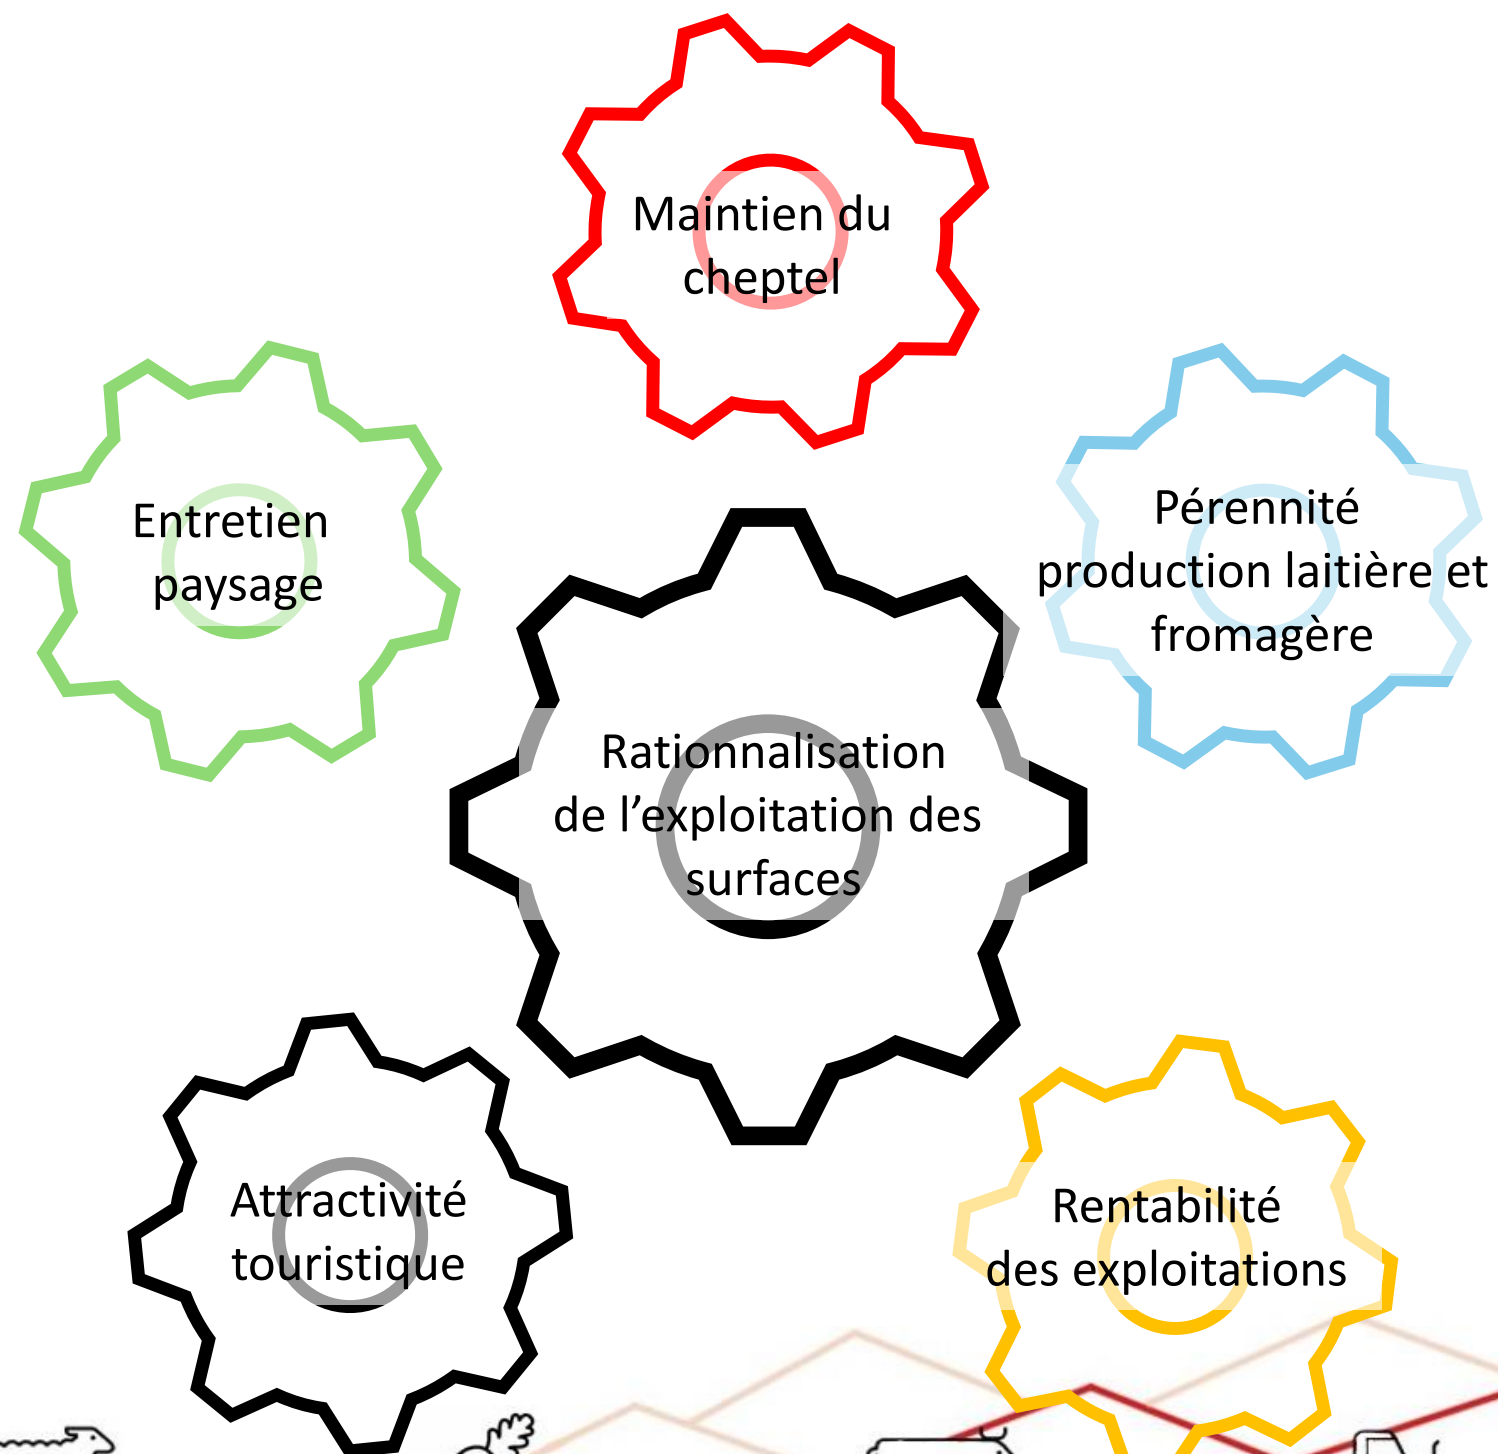 Maintien du
cheptel
Entretien
paysage
Pérennité
production laitière et
fromagère
Rationnalisation
de l’exploitation des
surfaces
Attractivité
touristique
Rentabilité
des exploitations